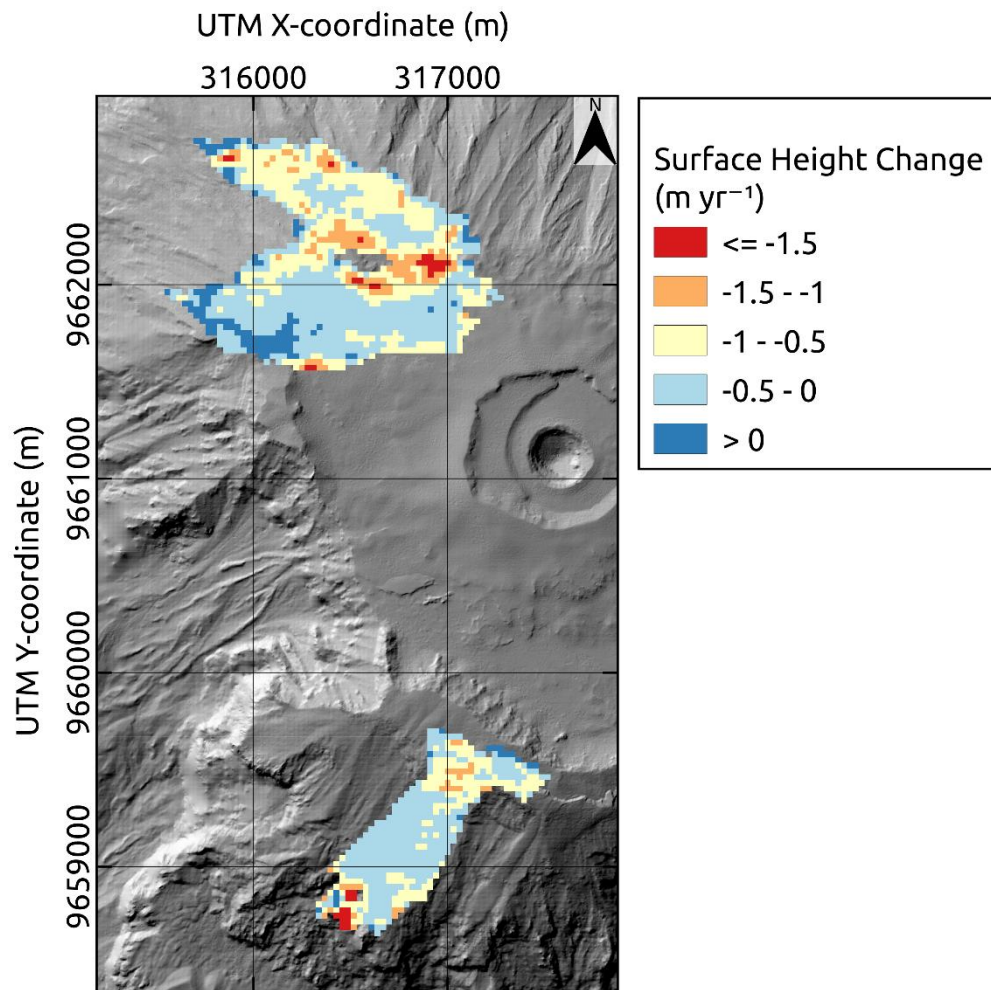 UTM X-coordinate (m)
316000 317000
N
UTM Y-coordinate (m)
9662000
9661000
9660000
9659000
Surface Height Change
(m yr⁻¹)
<= -1.5
-1.5 - -1
-1 - -0.5
-0.5 - 0
> 0